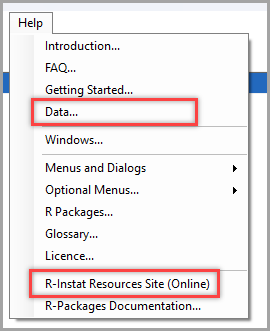 Help
Introduction...
FAQ...
Getting Started...
Data...
Windows...
Menus and Dialogs
Optional Menus...
R Packages...
Glossary...
Licence...
R-Instat Resources Site (Online)
R-Packages Documentation...